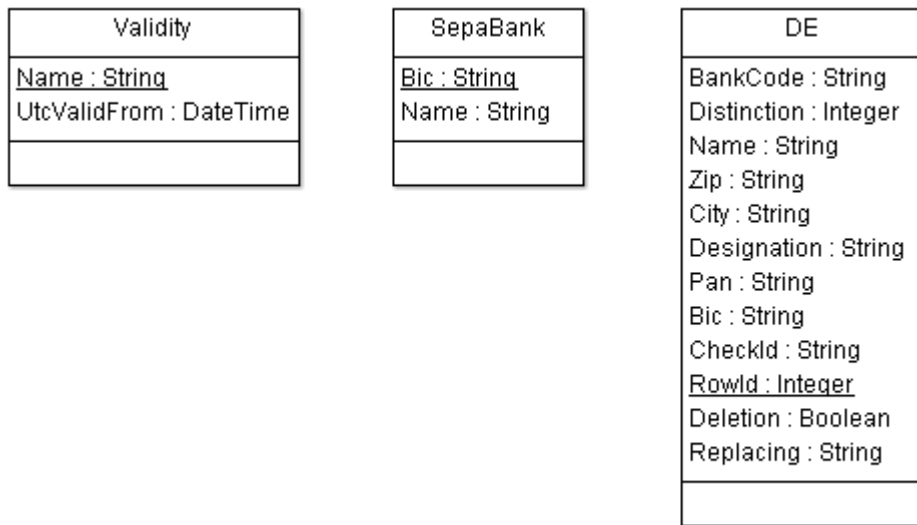 Validity
Name : String
UtcValidFrom : DateTime
SepaBank
Bic : String
Name : String
DE
BankCode : String
Distinction : Integer
Name : String
Zip : String
City : String
Designation : String
Pan : String
Bic : String
CheckId : String
RowId : Integer
Deletion : Boolean
Replacing : String